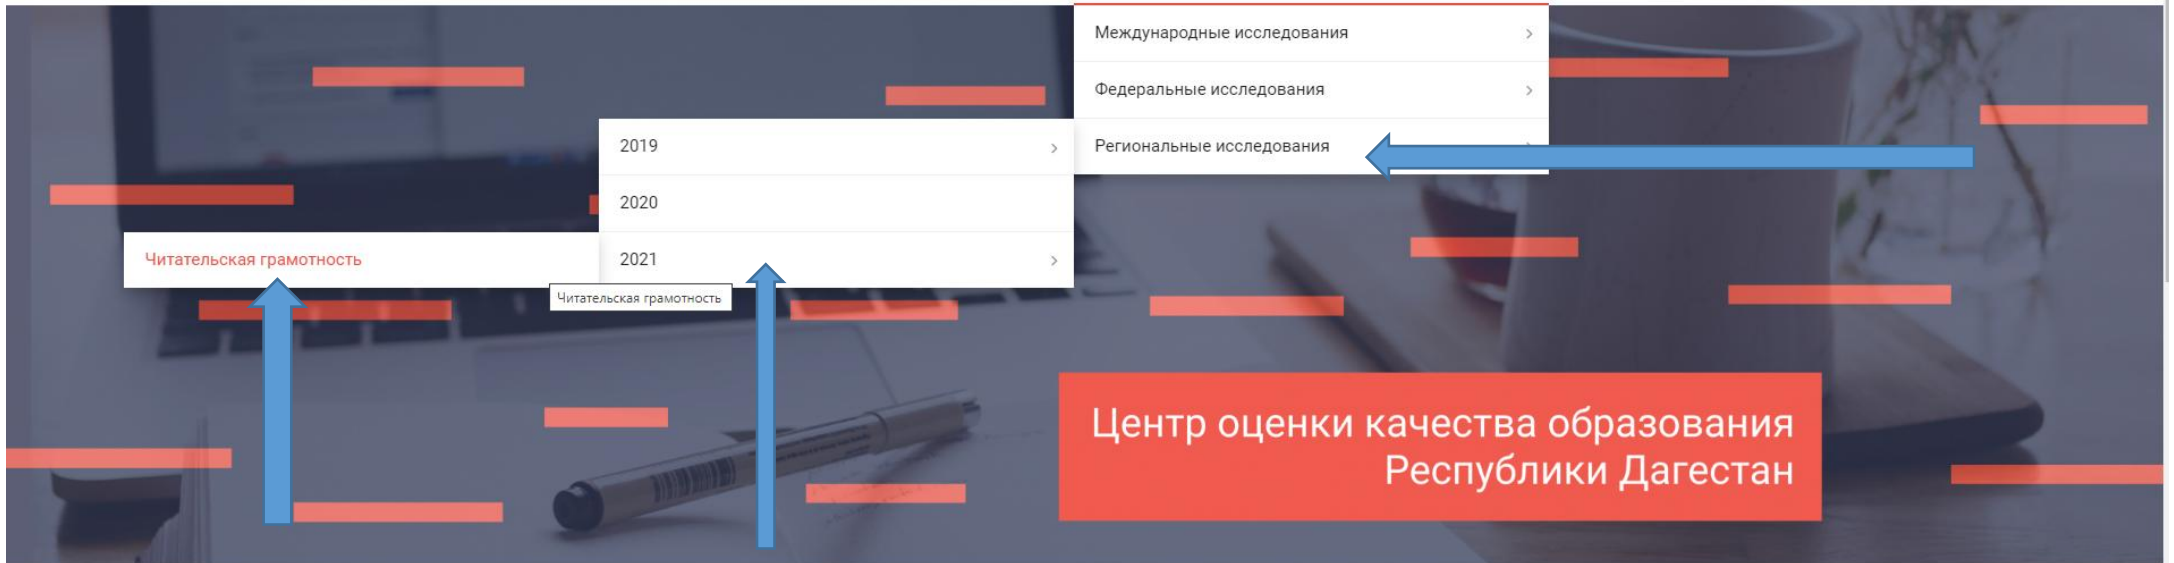 Международные исследования
Федеральные исследования
Региональные исследования
2019
2020
2021
Читательская грамотность
Читательская грамотность
Центр оценки качества образования
Республики Дагестан